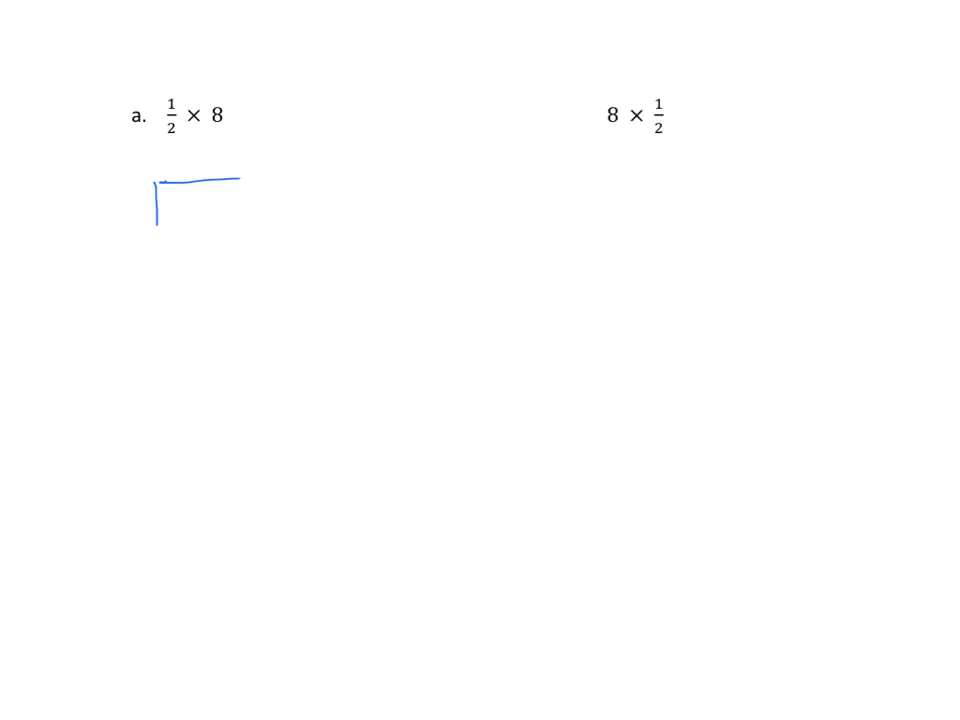 a. 1/2 × 8
8 × 1/2